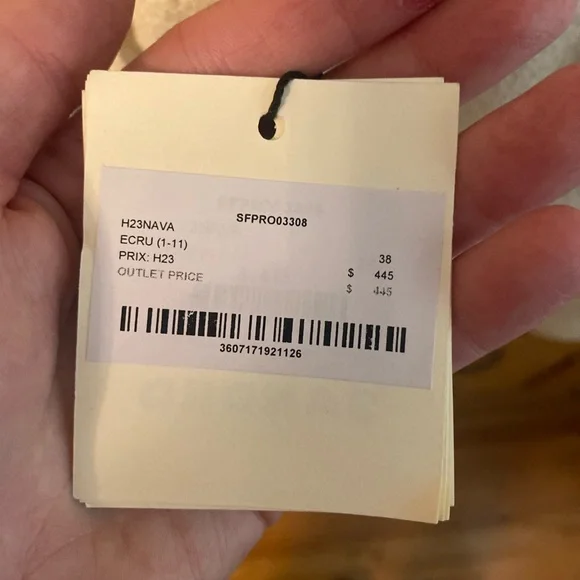 SFPRO03308
H23NAVA
ECRU (1-11) 38
PRIX: H23 $ 445
OUTLET PRICE $ 445
3607171921126